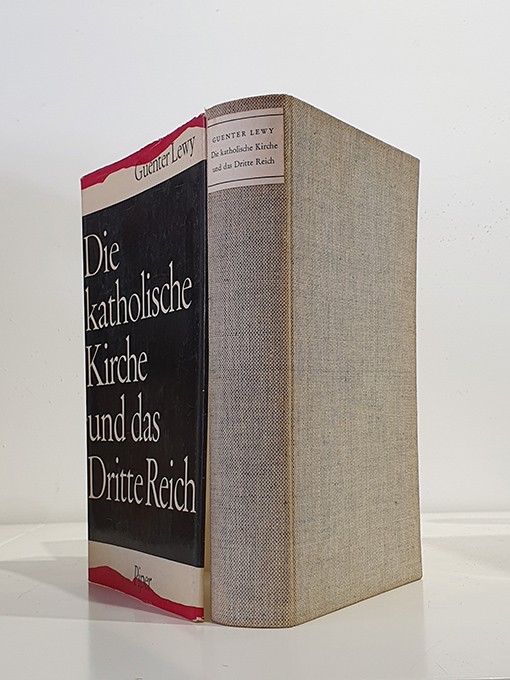 Guenter Lewy
Die
katholische
Kirche
und das
Dritte Reich
Piper
GUENTER LEWY
Die katholische Kirche
und das Dritte Reich